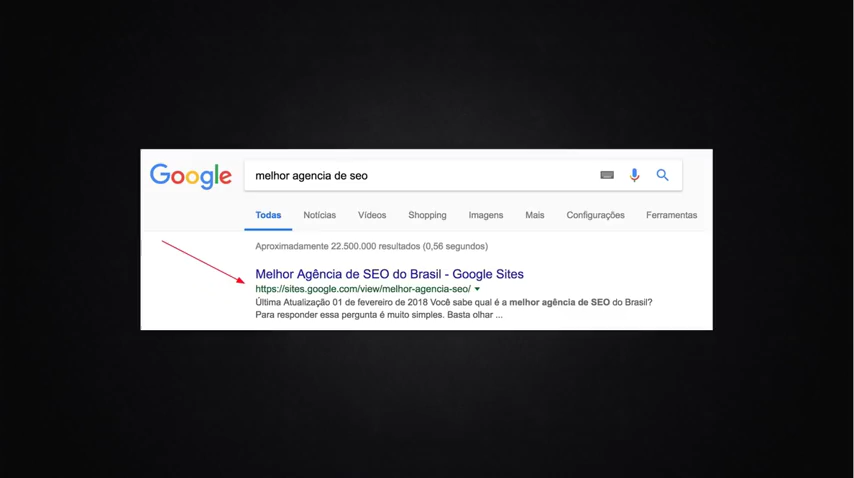 Google
melhor agencia de seo
Todas Notícias Vídeos Shopping Imagens Mais Configurações Ferramentas
Aproximadamente 22.500.000 resultados (0,56 segundos)
Melhor Agência de SEO do Brasil - Google Sites
https://sites.google.com/view/melhor-agencia-seo/
Última Atualização 01 de fevereiro de 2018 Você sabe qual é a melhor agência de SEO do Brasil?
Para responder essa pergunta é muito simples. Basta olhar ...